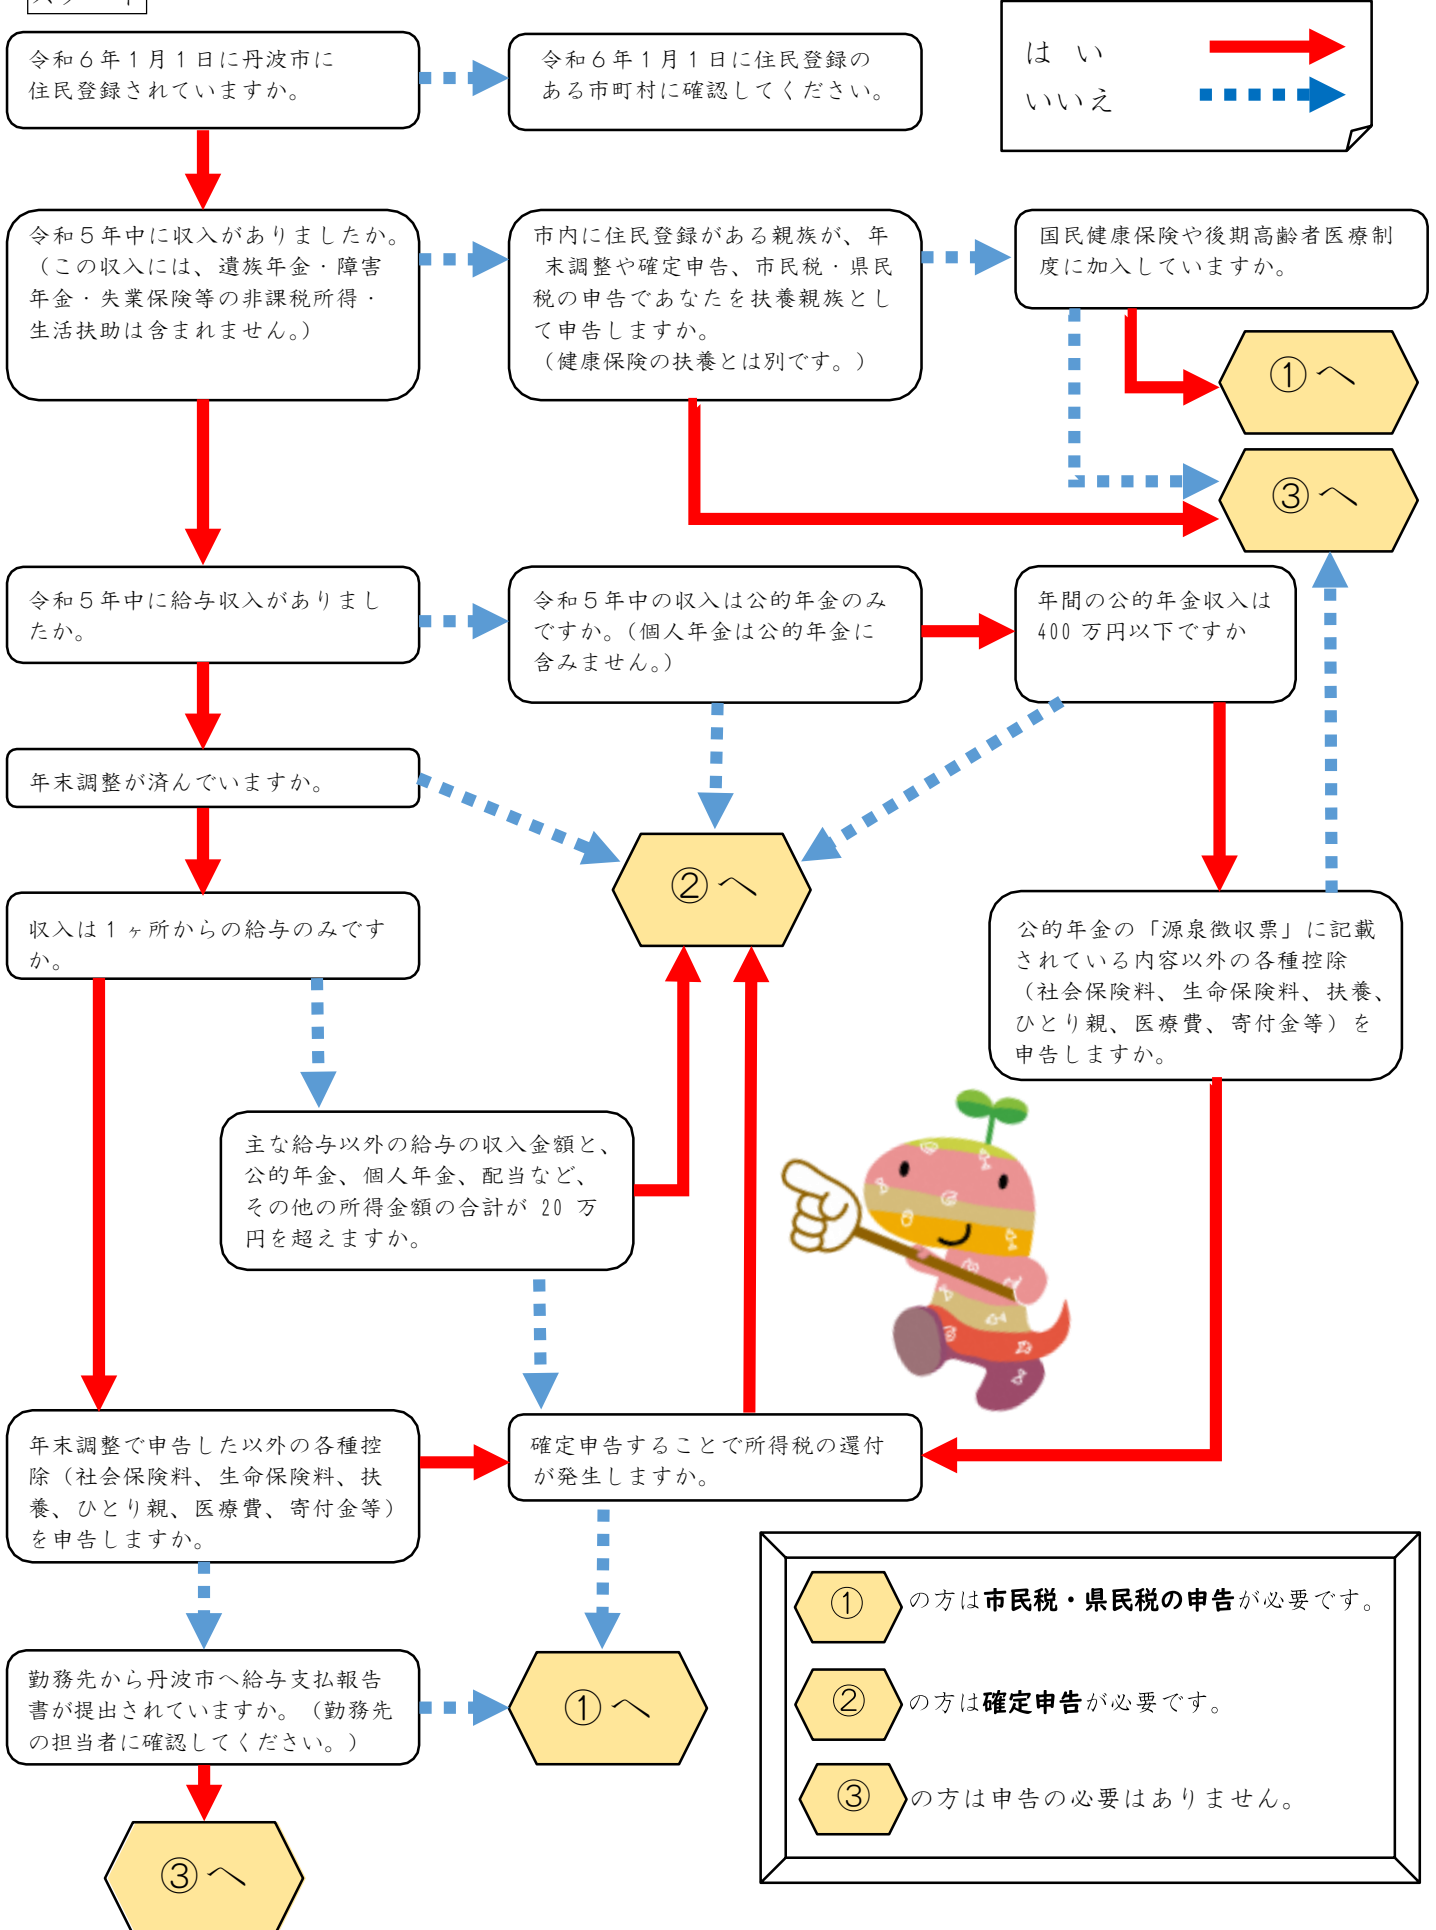 令和６年１月１日に丹波市に
住民登録されていますか。
令和６年１月１日に住民登録の
ある市町村に確認してください。
は い
いいえ
令和５年中に収入がありましたか。
（この収入には、遺族年金・障害
年金・失業保険等の非課税所得・
生活扶助は含まれません。）
市内に住民登録がある親族が、年
末調整や確定申告、市民税・県民
税の申告であなたを扶養親族とし
て申告しますか。
（健康保険の扶養とは別です。）
国民健康保険や後期高齢者医療制
度に加入していますか。
①へ
③へ
令和５年中に給与収入がありまし
たか。
令和５年中の収入は公的年金のみ
ですか。（個人年金は公的年金に
含みません。）
年間の公的年金収入は
400 万円以下ですか
年末調整が済んでいますか。
②へ
収入は１ヶ所からの給与のみです
か。
公的年金の「源泉徴収票」に記載
されている内容以外の各種控除
（社会保険料、生命保険料、扶養、
ひとり親、医療費、寄付金等）を
申告しますか。
主な給与以外の給与の収入金額と、
公的年金、個人年金、配当など、
その他の所得金額の合計が 20 万
円を超えますか。
年末調整で申告した以外の各種控
除（社会保険料、生命保険料、扶
養、ひとり親、医療費、寄付金等）
を申告しますか。
確定申告することで所得税の還付
が発生しますか。
勤務先から丹波市へ給与支払報告
書が提出されていますか。（勤務先
の担当者に確認してください。）
①へ
③へ
①の方は市民税・県民税の申告が必要です。
②の方は確定申告が必要です。
③の方は申告の必要はありません。